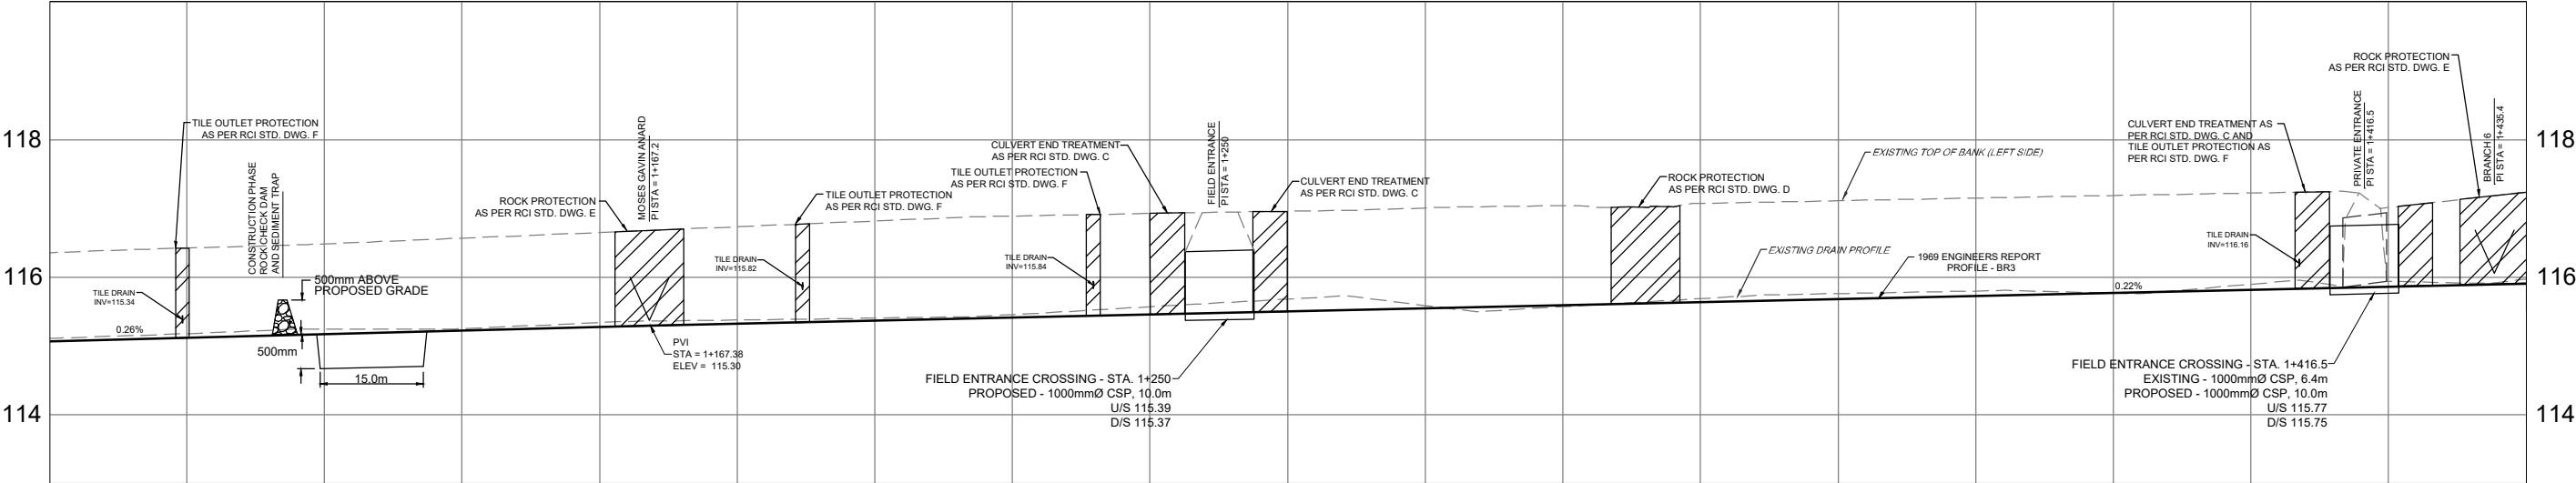 118
116
114
TILE OUTLET PROTECTION
AS PER RCI STD. DWG. F
CONSTRUCTION PHASE
ROCK CHECK DAM
AND SEDIMENT TRAP
500mm ABOVE
PROPOSED GRADE
TILE DRAIN
INV=115.34
0.26%
500mm
15.0m
ROCK PROTECTION
AS PER RCI STD. DWG. E
MOSES GAVIN ANARD
PI STA = 1+167.2
PVI
STA = 1+167.38
ELEV = 115.30
TILE DRAIN
INV=115.82
TILE OUTLET PROTECTION
AS PER RCI STD. DWG. F
CULVERT END TREATMENT
AS PER RCI STD. DWG. C
TILE OUTLET PROTECTION
AS PER RCI STD. DWG. F
TILE DRAIN
INV=115.84
FIELD ENTRANCE
PI STA = 1+250
CULVERT END TREATMENT
AS PER RCI STD. DWG. C
FIELD ENTRANCE CROSSING - STA. 1+250
PROPOSED - 1000mmØ CSP, 10.0m
U/S 115.39
D/S 115.37
ROCK PROTECTION
AS PER RCI STD. DWG. D
EXISTING TOP OF BANK (LEFT SIDE)
EXISTING DRAIN PROFILE
1969 ENGINEERS REPORT
PROFILE - BR3
0.22%
CULVERT END TREATMENT AS
PER RCI STD. DWG. C AND
TILE OUTLET PROTECTION AS
PER RCI STD. DWG. F
TILE DRAIN
INV=116.16
PRIVATE ENTRANCE
PI STA = 1+416.5
ROCK PROTECTION
AS PER RCI STD. DWG. E
BRANCH 6
PI STA = 1+435.4
FIELD ENTRANCE CROSSING - STA. 1+416.5
EXISTING - 1000mmØ CSP, 6.4m
PROPOSED - 1000mmØ CSP, 10.0m
U/S 115.77
D/S 115.75
118
116
114